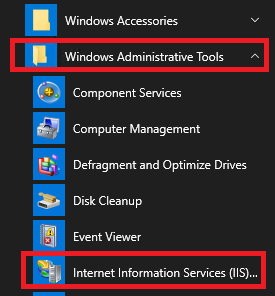 Windows Accessories
Windows Administrative Tools
Component Services
Computer Management
Defragment and Optimize Drives
Disk Cleanup
Event Viewer
Internet Information Services (IIS)...